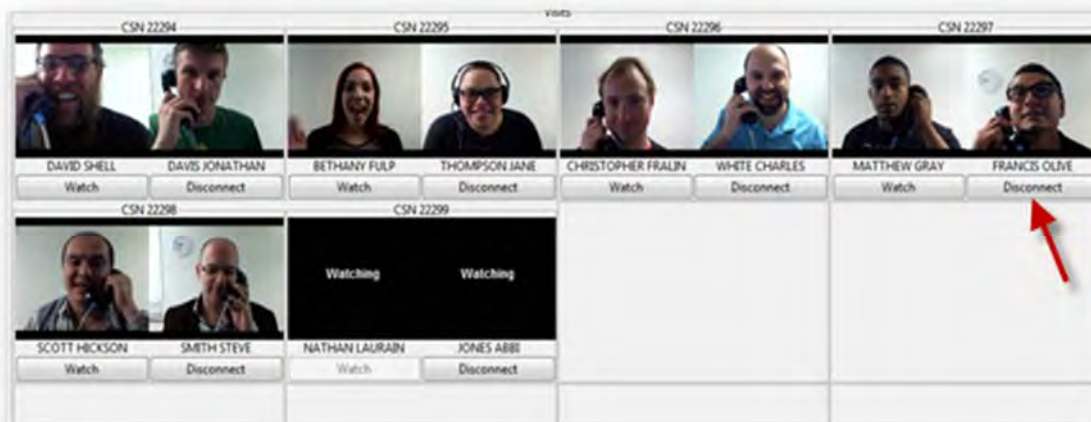 Visits
CSN 22294 CSN 22295 CSN 22296 CSN 22297
DAVID SHELL DAVIS JONATHAN BETHANY FULP THOMPSON JANE CHRISTOPHER FRALIN WHITE CHARLES MATTHEW GRAY FRANCIS OLIVE
Watch Disconnect Watch Disconnect Watch Disconnect Watch Disconnect
CSN 22298 CSN 22299
Watching Watching
SCOTT HICKSON SMITH STEVE NATHAN LAURAIN JONES ABBI
Watch Disconnect Watch Disconnect